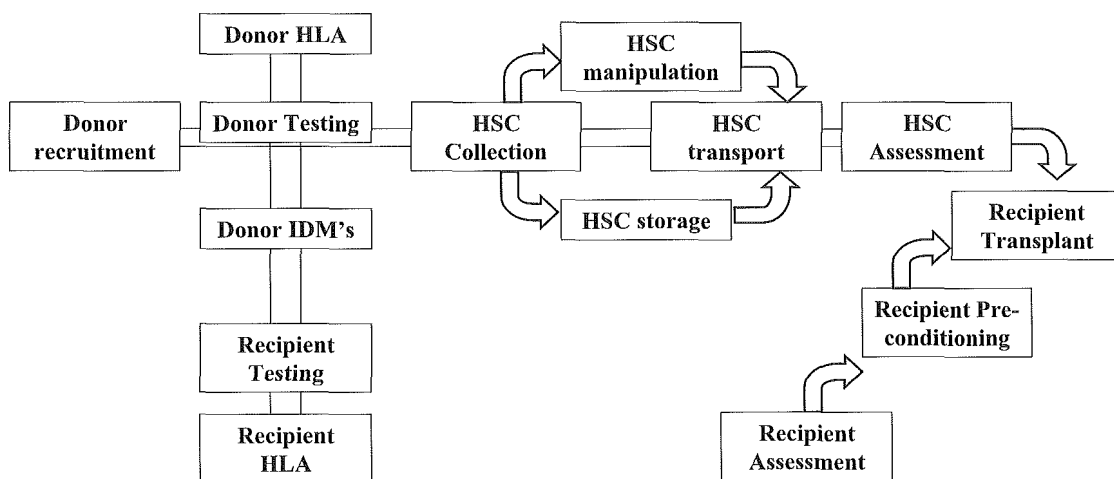 Donor HLA
HSC
manipulation
Donor
recruitment
Donor Testing
HSC
Collection
HSC
transport
HSC
Assessment
Donor IDM's
HSC storage
Recipient
Transplant
Recipient Pre-
conditioning
Recipient
Testing
Recipient
HLA
Recipient
Assessment